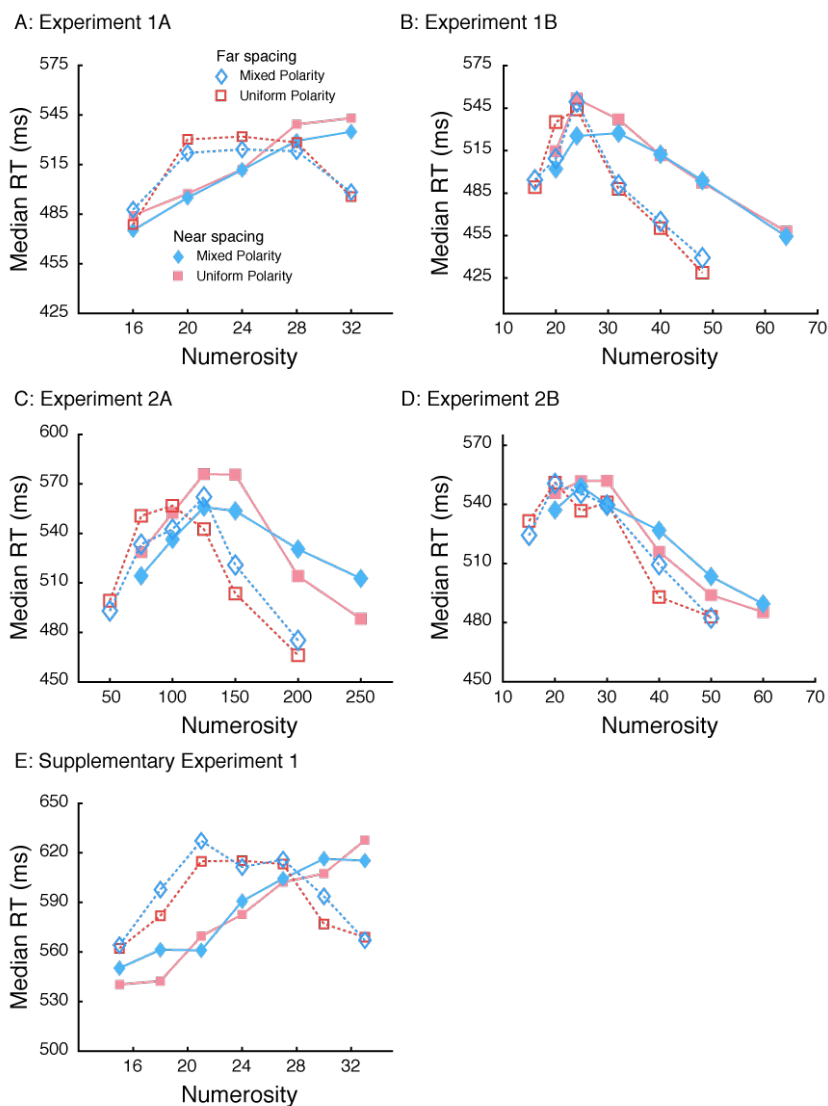 A: Experiment 1A
Far spacing
Mixed Polarity
Uniform Polarity
Near spacing
Mixed Polarity
Uniform Polarity
575
545
515
485
455
425
Median RT (ms)
16 20 24 28 32
Numerosity
B: Experiment 1B
575
545
515
485
455
425
Median RT (ms)
10 20 30 40 50 60 70
Numerosity
C: Experiment 2A
600
570
540
510
480
450
Median RT (ms)
50 100 150 200 250
Numerosity
D: Experiment 2B
570
540
510
480
450
Median RT (ms)
10 20 30 40 50 60 70
Numerosity
E: Supplementary Experiment 1
650
620
590
560
530
500
Median RT (ms)
16 20 24 28 32
Numerosity